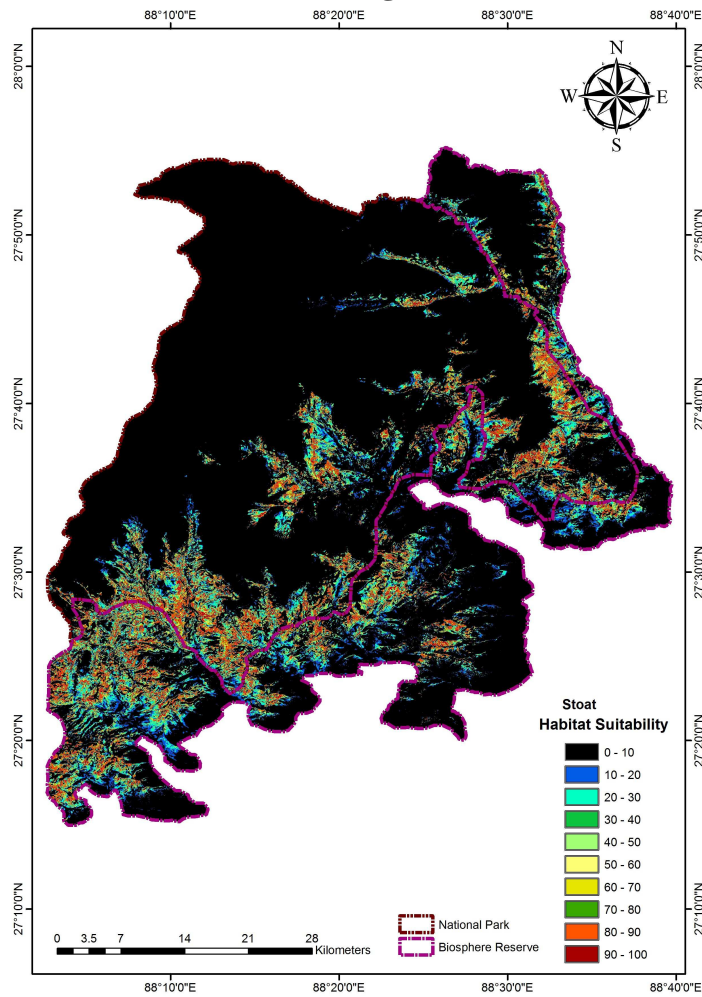 88°10'0"E 88°20'0"E 88°30'0"E 88°40'0"E
28°0'0"N 28°0'0"N
N
W E
S
27°50'0"N 27°50'0"N
27°40'0"N 27°40'0"N
27°30'0"N 27°30'0"N
27°20'0"N 27°20'0"N
27°10'0"N 27°10'0"N
Stoat
Habitat Suitability
0 - 10
10 - 20
20 - 30
30 - 40
40 - 50
50 - 60
60 - 70
70 - 80
80 - 90
90 - 100
National Park
Biosphere Reserve
0 3.5 7 14 21 28
Kilometers
88°10'0"E 88°20'0"E 88°30'0"E 88°40'0"E